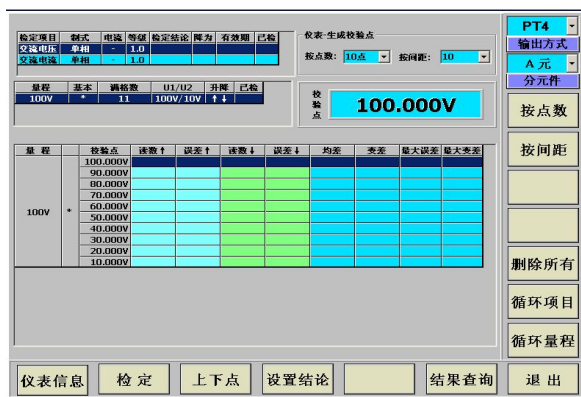 检定项目 制式 电流 等级 检定结论 降为 有效期 已检
交流电压 单相 - 1.0
交流电流 单相 - 1.0
仪表-生成校验点
按点数: 10点 按间距: 10
PT4
输出方式
A 元
分元件
量程 基本 满格数 U1/U2 升降 已检
100V * 11 100V/10V ↑↓
校验点 100.000V
按点数
按间距
量 程 校验点 读数↑ 误差↑ 读数↓ 误差↓ 均差 变差 最大误差 最大变差
100V *
100.000V
90.000V
80.000V
70.000V
60.000V
50.000V
40.000V
30.000V
20.000V
10.000V
删除所有
循环项目
循环量程
仪表信息 检 定 上下点 设置结论 结果查询 退 出